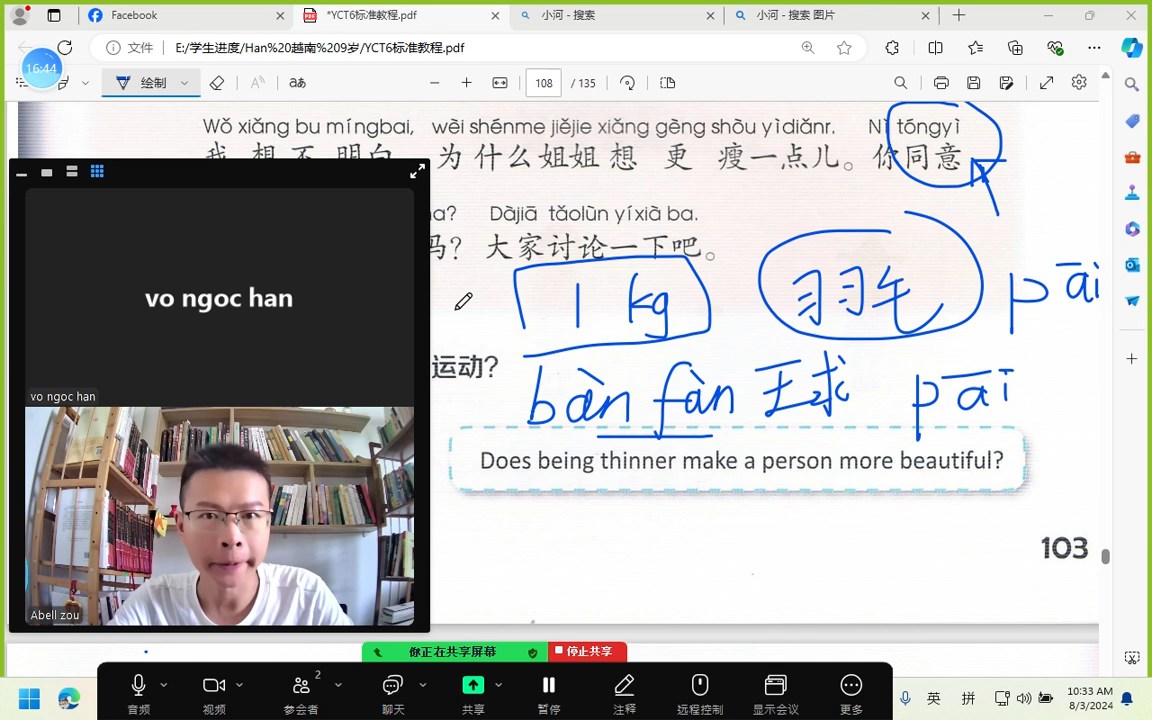 Facebook
*YCT6标准教程.pdf
小河 - 搜索
小河 - 搜索 图片
文件 E:/学生进度/Han%20越南%209岁/YCT6标准教程.pdf
16:44
绘制
aあ
108 / 135
Wǒ xiǎng bu míngbai, wèi shénme jiějie xiǎng gèng shòu yìdiǎnr. Nǐ tóngyì
我 想 不 明白 为 什么 姐姐 想 更 瘦一点儿。你同意
ma? Dàjiā tǎolùn yíxià ba.
吗? 大家讨论一下吧。
1 kg 羽毛 pāi
运动?
bàn fàn 王求 pāi
Does being thinner make a person more beautiful?
103
vo ngoc han
vo ngoc han
Abell zou
你正在共享屏幕 停止共享
2
音频 视频 参会者 聊天 共享 暂停 注释 远程控制 显示会议 更多
英 拼
10:33 AM
8/3/2024